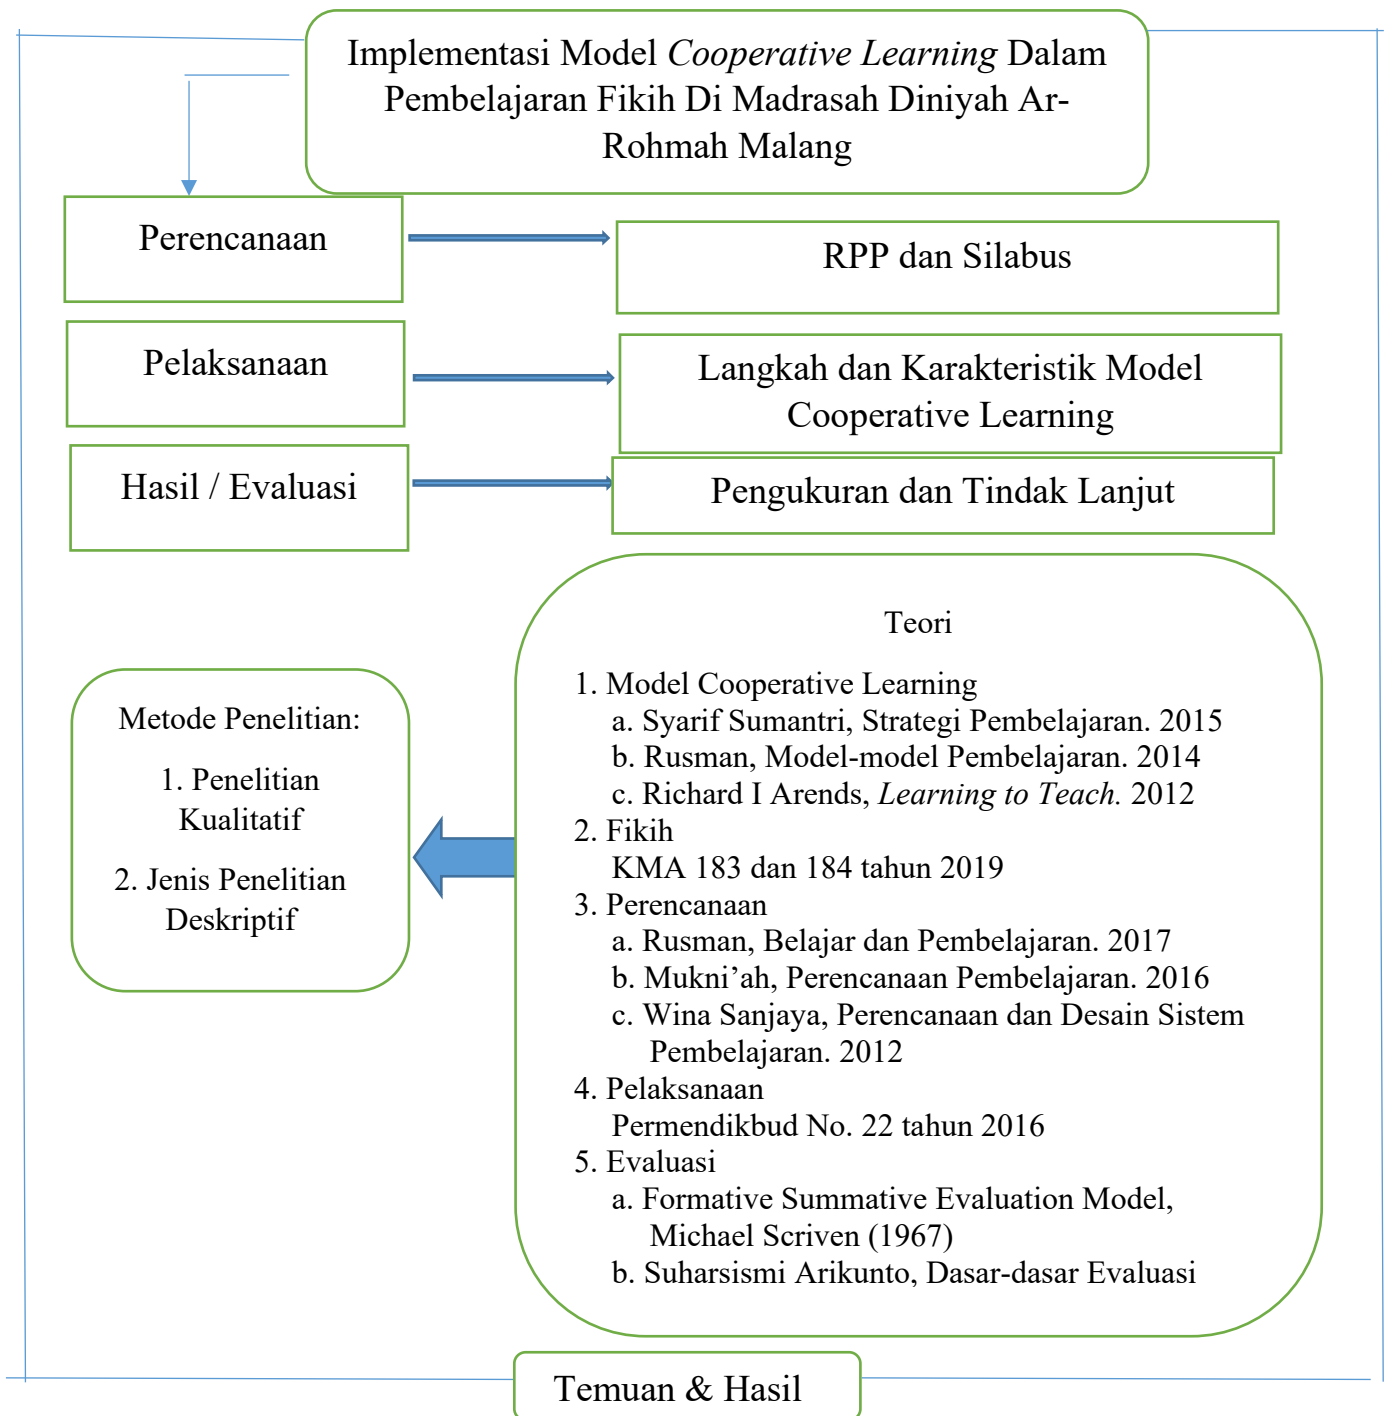 Implementasi Model Cooperative Learning Dalam
Pembelajaran Fikih Di Madrasah Diniyah Ar-
Rohmah Malang
Perencanaan
RPP dan Silabus
Pelaksanaan
Langkah dan Karakteristik Model
Cooperative Learning
Hasil / Evaluasi
Pengukuran dan Tindak Lanjut
Metode Penelitian:
1. Penelitian
Kualitatif
2. Jenis Penelitian
Deskriptif
Teori
1. Model Cooperative Learning
a. Syarif Sumantri, Strategi Pembelajaran. 2015
b. Rusman, Model-model Pembelajaran. 2014
c. Richard I Arends, Learning to Teach. 2012
2. Fikih
KMA 183 dan 184 tahun 2019
3. Perencanaan
a. Rusman, Belajar dan Pembelajaran. 2017
b. Mukni’ah, Perencanaan Pembelajaran. 2016
c. Wina Sanjaya, Perencanaan dan Desain Sistem
Pembelajaran. 2012
4. Pelaksanaan
Permendikbud No. 22 tahun 2016
5. Evaluasi
a. Formative Summative Evaluation Model,
Michael Scriven (1967)
b. Suharsismi Arikunto, Dasar-dasar Evaluasi
Temuan & Hasil